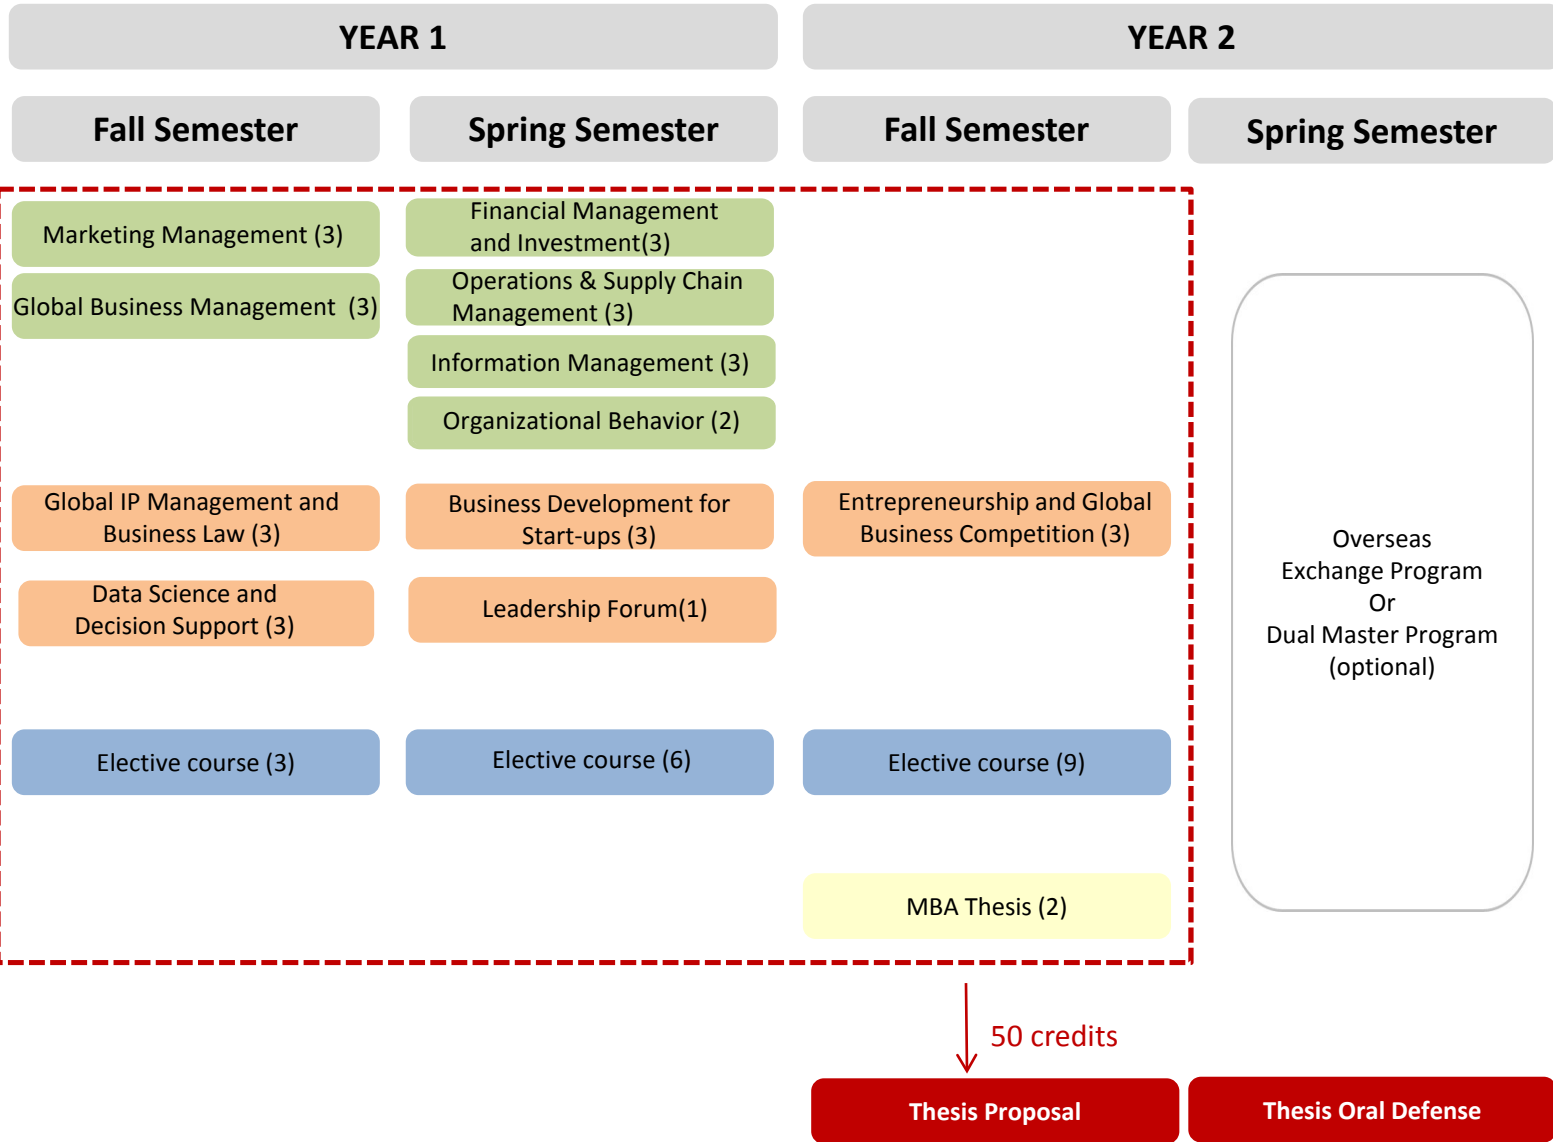 YEAR 1
YEAR 2
Fall Semester
Spring Semester
Fall Semester
Spring Semester
Marketing Management (3)
Global Business Management (3)
Financial Management
and Investment(3)
Operations & Supply Chain
Management (3)
Information Management (3)
Organizational Behavior (2)
Global IP Management and
Business Law (3)
Business Development for
Start-ups (3)
Entrepreneurship and Global
Business Competition (3)
Data Science and
Decision Support (3)
Leadership Forum(1)
Overseas
Exchange Program
Or
Dual Master Program
(optional)
Elective course (3)
Elective course (6)
Elective course (9)
MBA Thesis (2)
50 credits
Thesis Proposal
Thesis Oral Defense